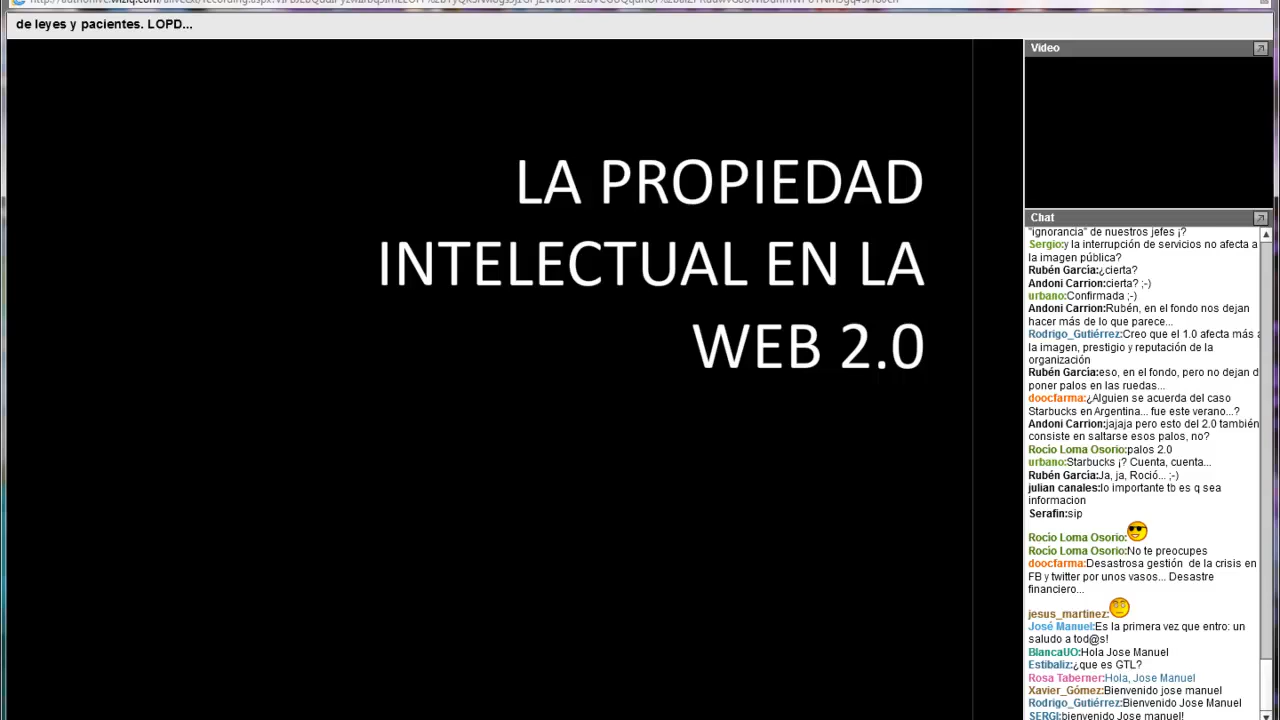 de leyes y pacientes. LOPD...
LA PROPIEDAD
INTELECTUAL EN LA
WEB 2.0
Video
Chat
"ignorancia" de nuestros jefes ¡?
Sergio:y la interrupción de servicios no afecta a
la imagen pública?
Rubén García:¿cierta?
Andoni Carrion:cierta? ;-)
urbano:Confirmada ;-)
Andoni Carrion:Rubén, en el fondo nos dejan
hacer más de lo que parece...
Rodrigo_Gutiérrez:Creo que el 1.0 afecta más a
la imagen, prestigio y reputación de la
organización
Rubén García:eso, en el fondo, pero no dejan d
poner palos en las ruedas...
doocfarma:¿Alguien se acuerda del caso
Starbucks en Argentina... fue este verano...?
Andoni Carrion:jajaja pero esto del 2.0 también
consiste en saltarse esos palos, no?
Rocío Loma Osorio:palos 2.0
urbano:Starbucks ¡? Cuenta, cuenta...
Rubén García:Ja, ja, Roció... ;-)
julian canales:lo importante tb es q sea
informacion
Serafin:sip
Rocío Loma Osorio:
Rocío Loma Osorio:No te preocupes
doocfarma:Desastrosa gestión de la crisis en
FB y twitter por unos vasos... Desastre
financiero...
jesus_martinez:
José Manuel:Es la primera vez que entro: un
saludo a tod@s!
BlancaUO:Hola Jose Manuel
Estibaliz:¿que es GTL?
Rosa Taberner:Hola, Jose Manuel
Xavier_Gómez:Bienvenido jose manuel
Rodrigo_Gutiérrez:Bienvenido Jose Manuel
SERGI:bienvenido Jose manuel!